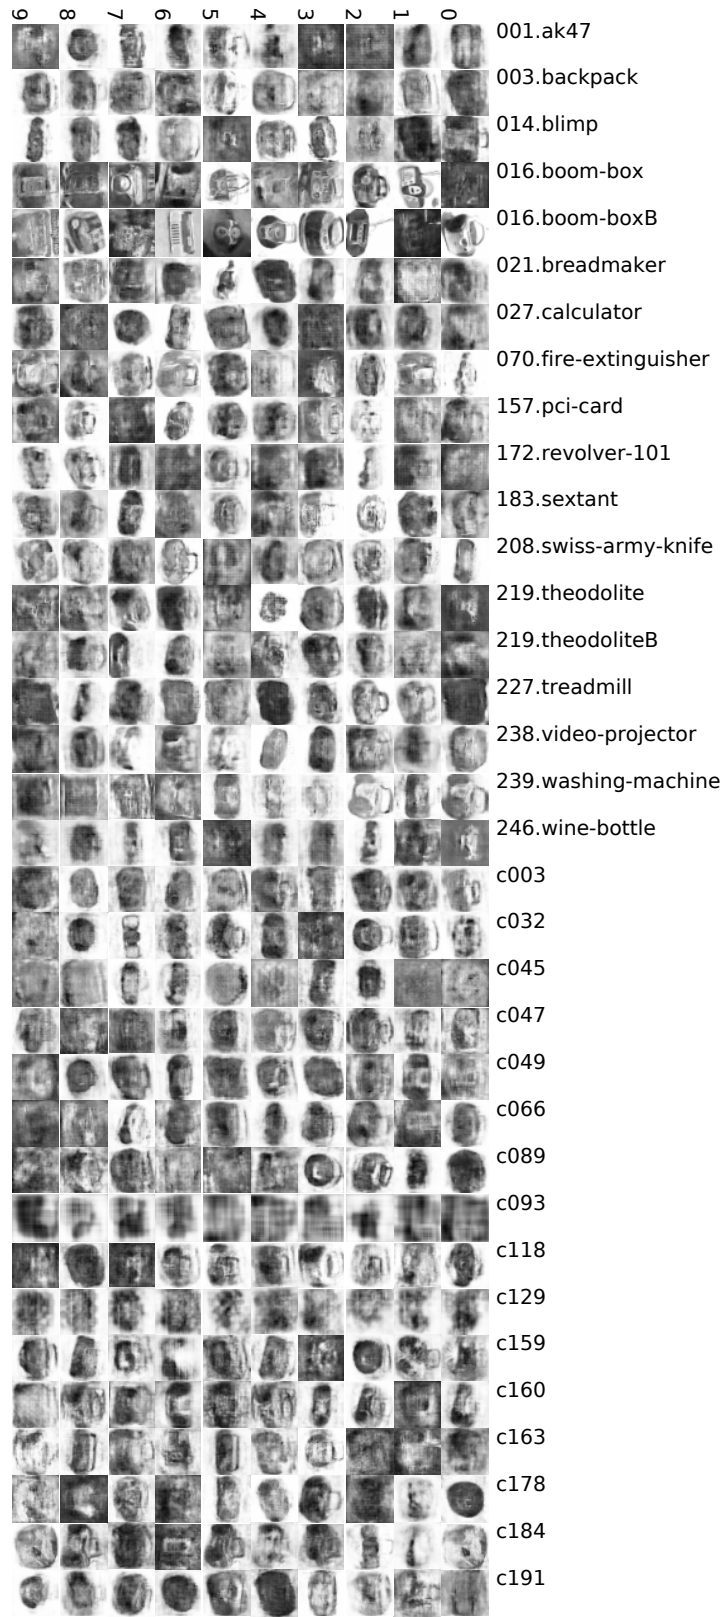 9 8 7 6 5 4 3 2 1 0
001.ak47
003.backpack
014.blimp
016.boom-box
016.boom-boxB
021.breadmaker
027.calculator
070.fire-extinguisher
157.pci-card
172.revolver-101
183.sextant
208.swiss-army-knife
219.theodolite
219.theodoliteB
227.treadmill
238.video-projector
239.washing-machine
246.wine-bottle
c003
c032
c045
c047
c049
c066
c089
c093
c118
c129
c159
c160
c163
c178
c184
c191